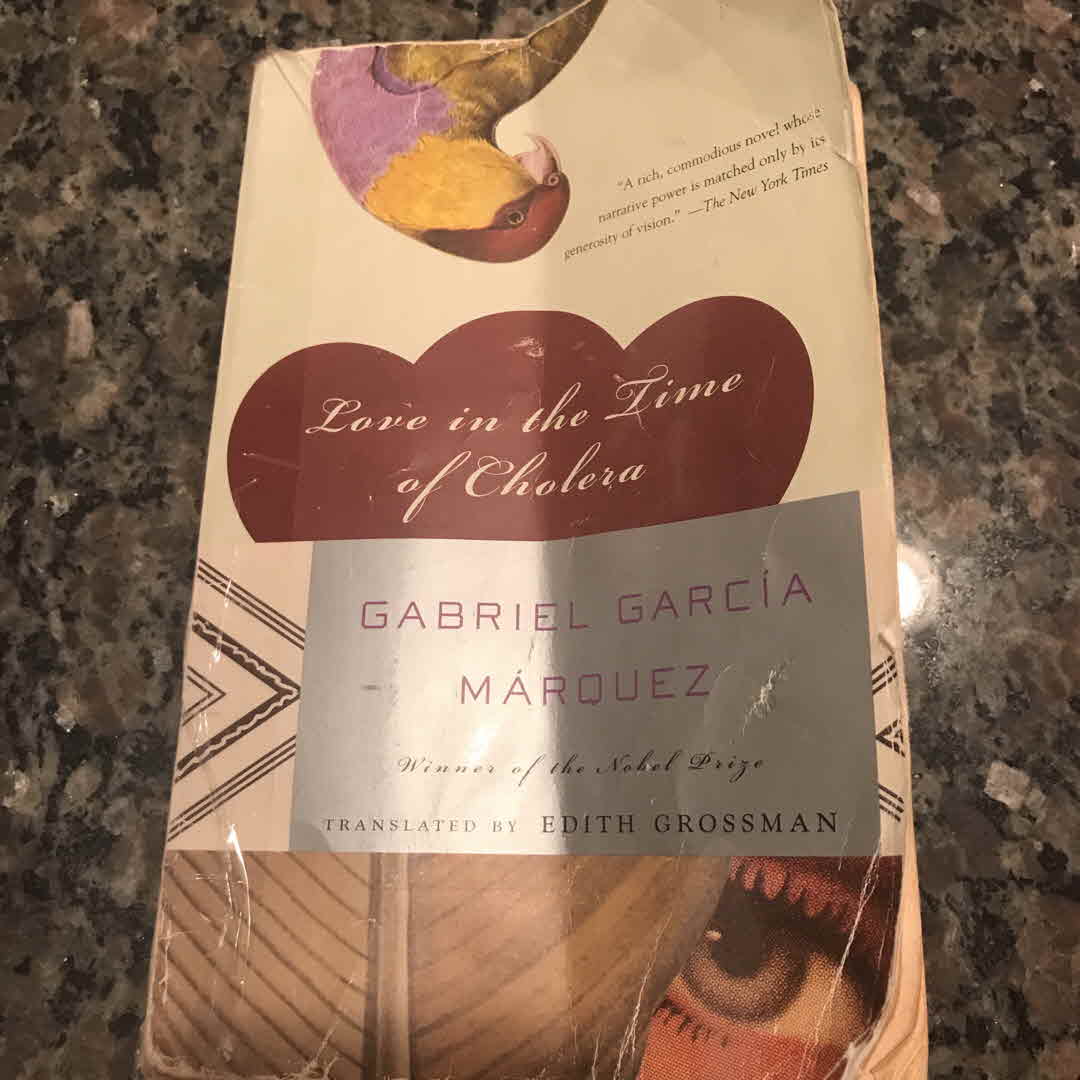 "A rich, commodious novel whose
narrative power is matched only by its
generosity of vision." —The New York Times
Love in the Time
of Cholera
GABRIEL GARCÍA
MÁRQUEZ
Winner of the Nobel Prize
TRANSLATED BY EDITH GROSSMAN